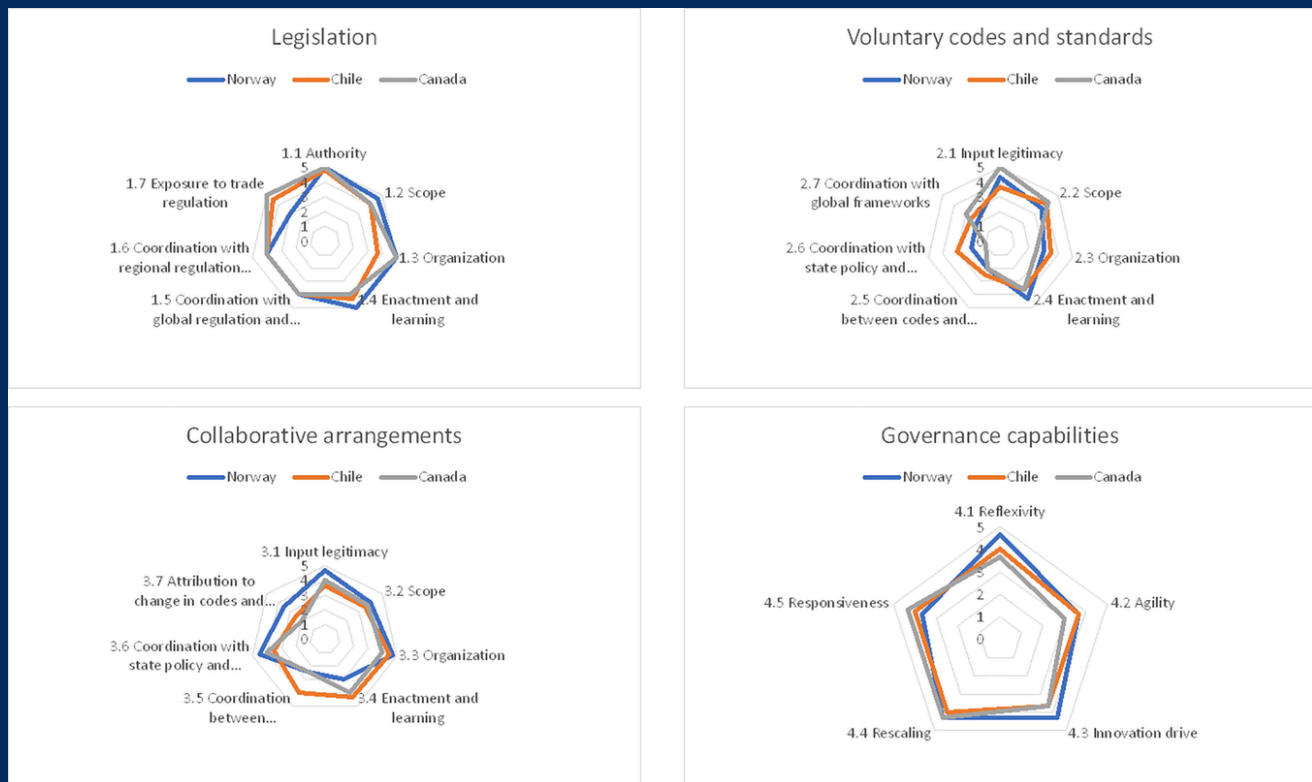 Legislation
Norway Chile Canada
1.1 Authority
5
4
3
2
1
0
1.2 Scope
1.3 Organization
1.4 Enactment and
learning
1.5 Coordination with
global regulation and...
1.6 Coordination with
regional regulation...
1.7 Exposure to trade
regulation
Voluntary codes and standards
Norway Chile Canada
2.1 Input legitimacy
5
4
3
2
1
0
2.2 Scope
2.3 Organization
2.4 Enactment and
learning
2.5 Coordination
between codes and...
2.6 Coordination with
state policy and...
2.7 Coordination with
global frameworks
Collaborative arrangements
Norway Chile Canada
3.1 Input legitimacy
5
4
3
2
1
0
3.2 Scope
3.3 Organization
3.4 Enactment and
learning
3.5 Coordination
between...
3.6 Coordination with
state policy and...
3.7 Attribution to
change in codes and...
Governance capabilities
Norway Chile Canada
4.1 Reflexivity
5
4
3
2
1
0
4.2 Agility
4.3 Innovation drive
4.4 Rescaling
4.5 Responsiveness